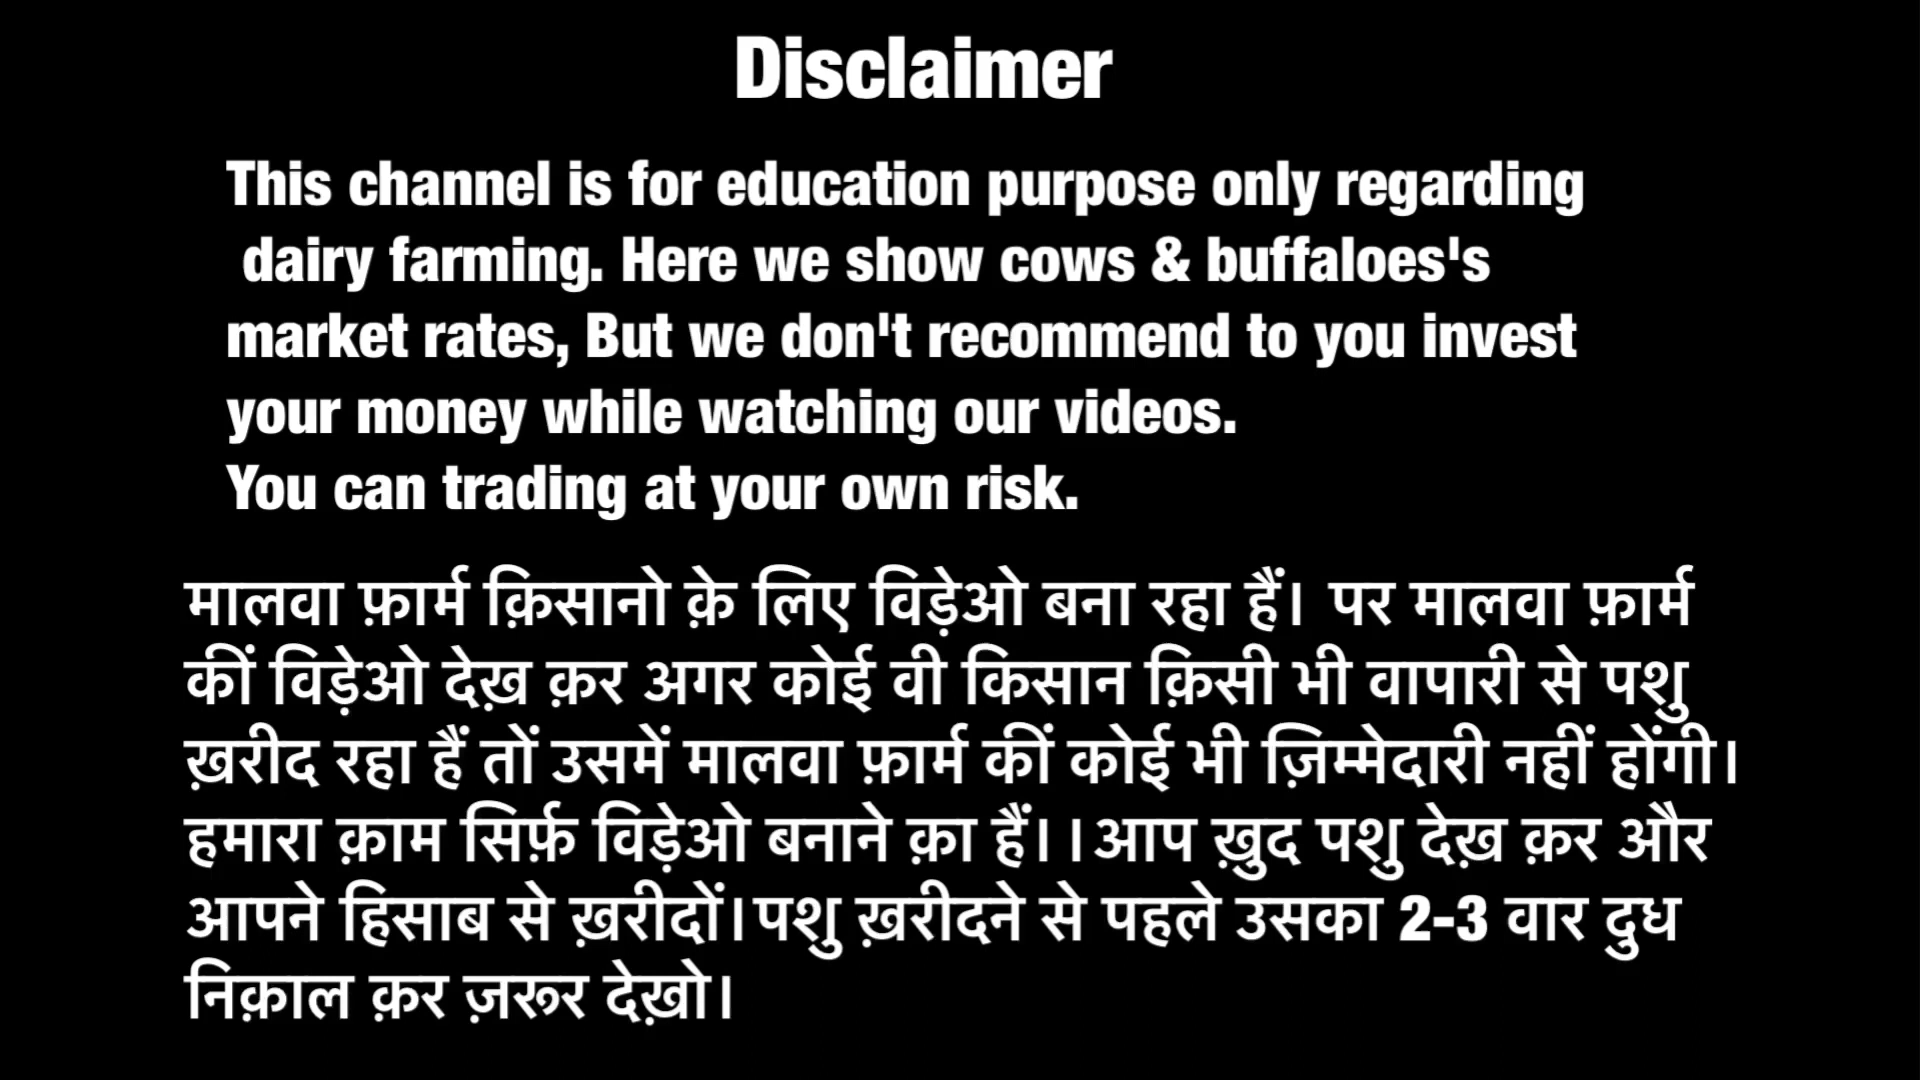 Disclaimer
This channel is for education purpose only regarding
dairy farming. Here we show cows & buffaloes's
market rates, But we don't recommend to you invest
your money while watching our videos.
You can trading at your own risk.
मालवा फ़ार्म क़िसानो क़े लिए विड़ेओ बना रहा हैं। पर मालवा फ़ार्म
कीं विड़ेओ देख़ क़र अगर कोई वी किसान क़िसी भी वापारी से पशु
ख़रीद रहा हैं तों उसमें मालवा फ़ार्म कीं कोई भी ज़िम्मेदारी नहीं होंगी।
हमारा क़ाम सिर्फ़ विड़ेओ बनाने क़ा हैं।।आप ख़ुद पशु देख़ क़र और
आपने हिसाब से ख़रीदों।पशु ख़रीदने से पहले उसका 2-3 वार दुध
निक़ाल क़र ज़रूर देख़ो।